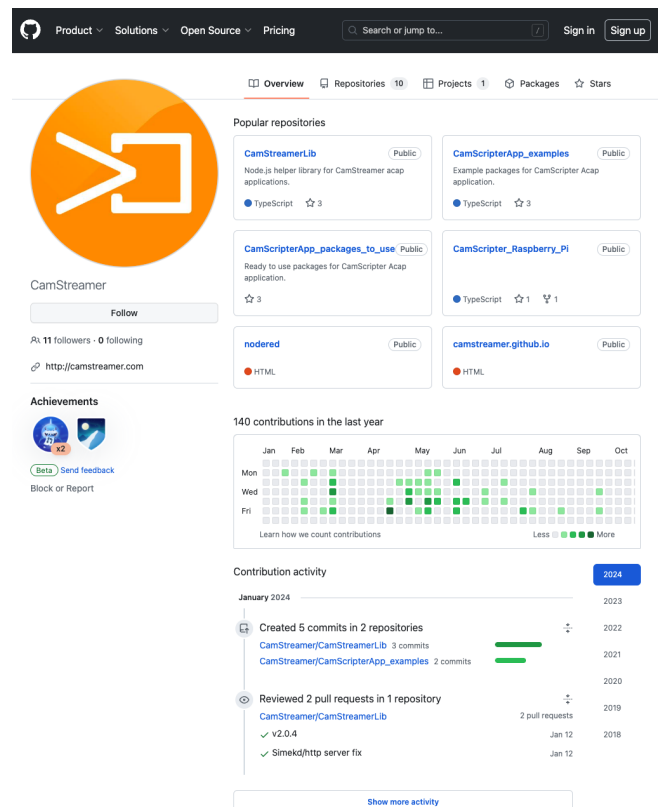 Product Solutions Open Source Pricing Search or jump to... / Sign in Sign up
Overview Repositories 10 Projects 1 Packages Stars
CamStreamer
Follow
11 followers · 0 following
http://camstreamer.com
Achievements
x2
Beta Send feedback
Block or Report
Popular repositories
CamStreamerLib Public
Node.js helper library for CamStreamer acap
applications.
TypeScript 3
CamScripterApp_examples Public
Example packages for CamScripter Acap
application.
TypeScript 3
CamScripterApp_packages_to_use Public
Ready to use packages for CamScripter Acap
application.
3
CamScripter_Raspberry_Pi Public
TypeScript 1 1
nodered Public
HTML
camstreamer.github.io Public
HTML
140 contributions in the last year
Jan Feb Mar Apr May Jun Jul Aug Sep Oct
Mon
Wed
Fri
Learn how we count contributions Less More
Contribution activity
2024
2023
2022
2021
2020
2019
2018
January 2024
Created 5 commits in 2 repositories
CamStreamer/CamStreamerLib 3 commits
CamStreamer/CamScripterApp_examples 2 commits
Reviewed 2 pull requests in 1 repository
CamStreamer/CamStreamerLib 2 pull requests
v2.0.4 Jan 12
Simekd/http server fix Jan 12
Show more activity